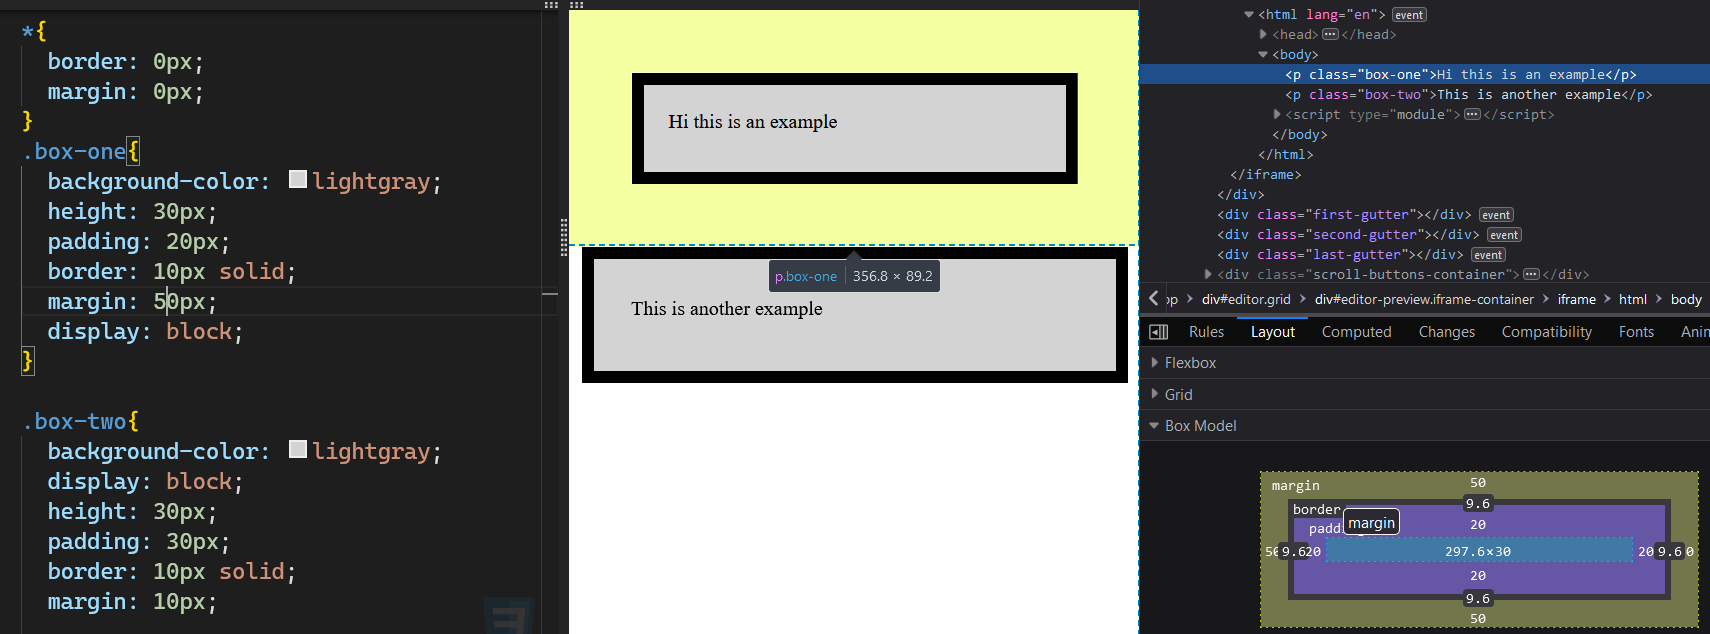 *{
border: 0px;
margin: 0px;
}
.box-one{
background-color: lightgray;
height: 30px;
padding: 20px;
border: 10px solid;
margin: 50px;
display: block;
}
.box-two{
background-color: lightgray;
display: block;
height: 30px;
padding: 30px;
border: 10px solid;
margin: 10px;
Hi this is an example
p.box-one 356.8 × 89.2
This is another example
<html lang="en"> event
<head> ••• </head>
<body>
<p class="box-one">Hi this is an example</p>
<p class="box-two">This is another example</p>
<script type="module"> ••• </script>
</body>
</html>
</iframe>
</div>
<div class="first-gutter"></div> event
<div class="second-gutter"></div> event
<div class="last-gutter"></div> event
<div class="scroll-buttons-container"> ••• </div>
pp > div#editor.grid > div#editor-preview.iframe-container > iframe > html > body
Rules Layout Computed Changes Compatibility Fonts Anin
Flexbox
Grid
Box Model
margin 50
border 9.6
paddi margin 20
50 9.6 20 297.6×30 20 9.6 0
20
9.6
50